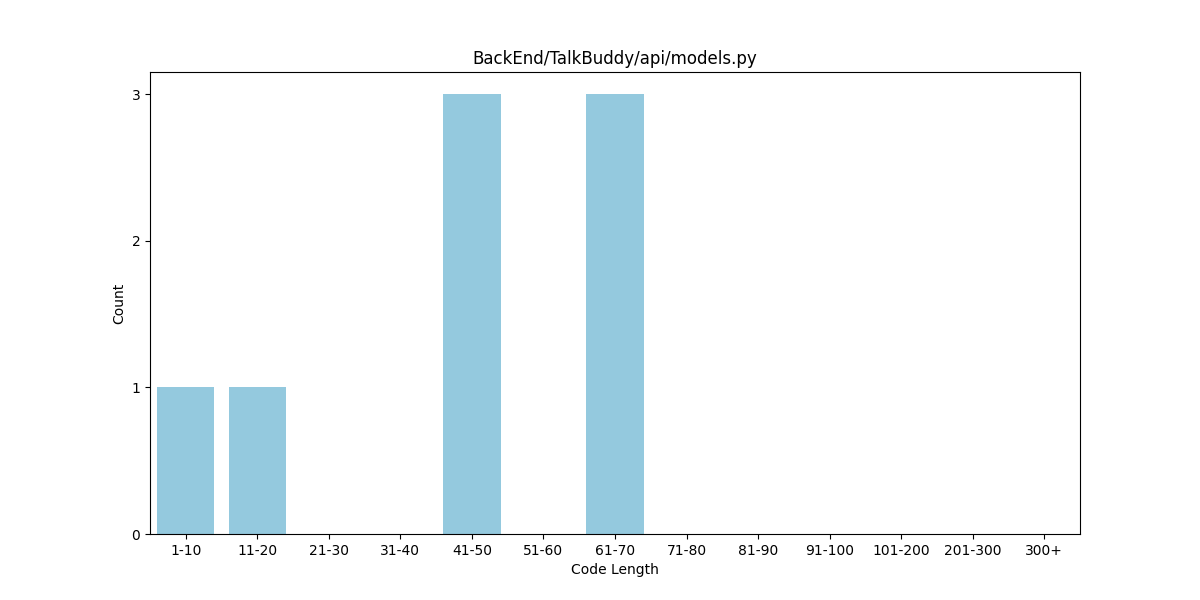 BackEnd/TalkBuddy/api/models.py
3
2
1
0
Count
1-10 11-20 21-30 31-40 41-50 51-60 61-70 71-80 81-90 91-100 101-200 201-300 300+
Code Length